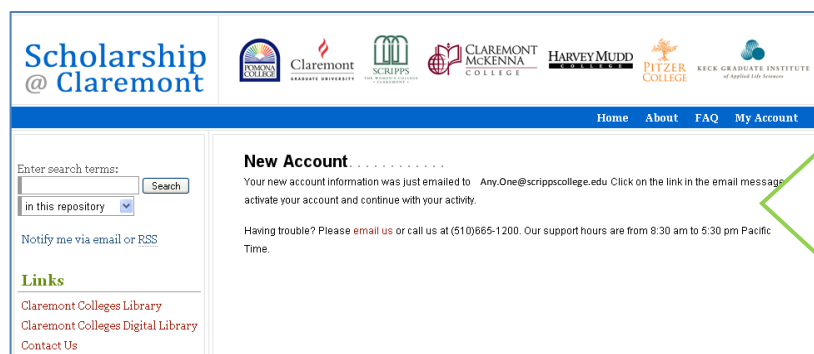 Scholarship
@ Claremont
POMONA
COLLEGE
Claremont
GRADUATE UNIVERSITY
SCRIPPS
THE WOMEN'S COLLEGE
CLAREMONT
CLAREMONT
MCKENNA
COLLEGE
HARVEY MUDD
COLLEGE
PITZER
COLLEGE
KECK GRADUATE INSTITUTE
of Applied Life Sciences
Home About FAQ My Account
Enter search terms:
Search
in this repository
Notify me via email or RSS
Links
Claremont Colleges Library
Claremont Colleges Digital Library
Contact Us
New Account. . . . . . . . . . . .
Your new account information was just emailed to Any.One@scrippscollege.edu Click on the link in the email message
activate your account and continue with your activity.
Having trouble? Please email us or call us at (510)665-1200. Our support hours are from 8:30 am to 5:30 pm Pacific
Time.